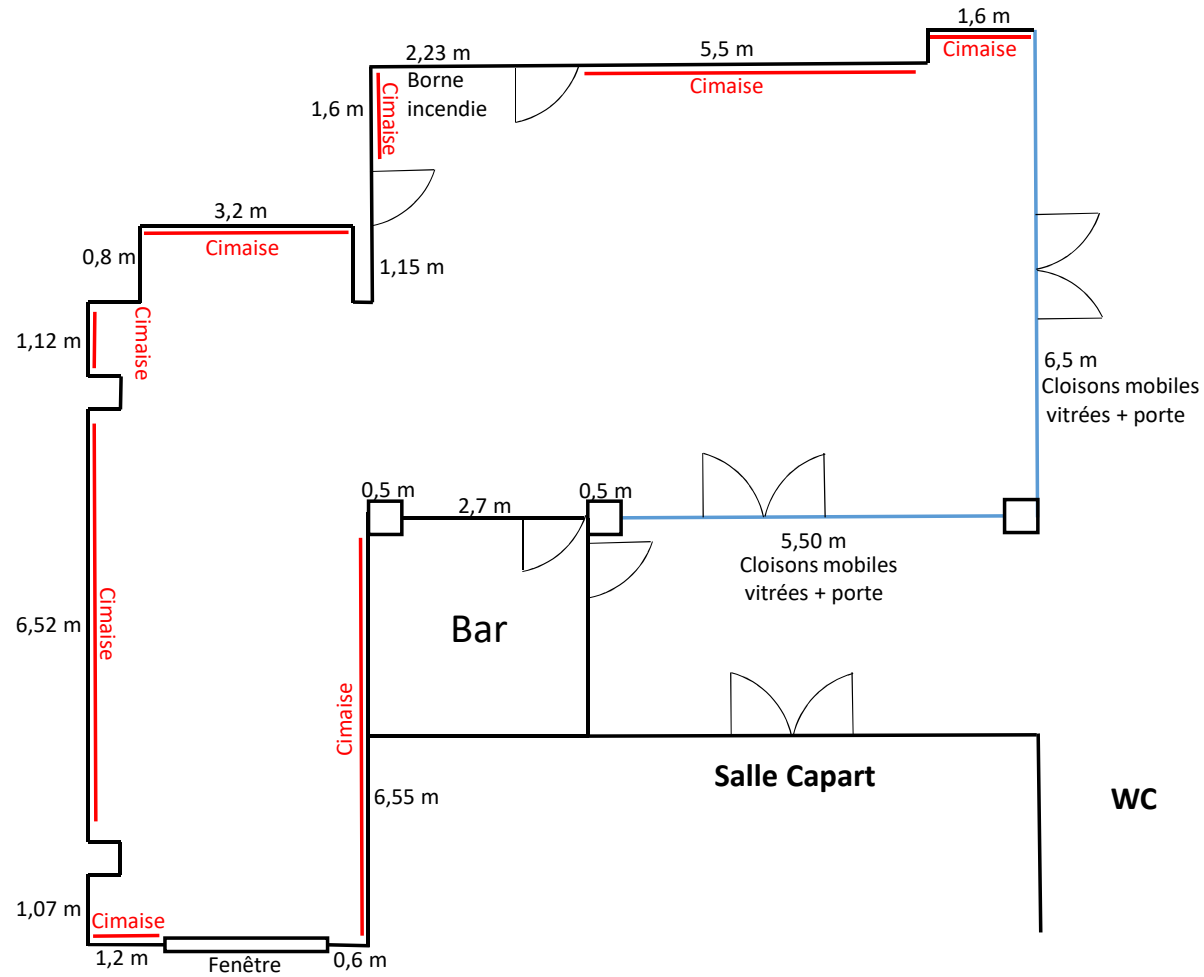 1,6 m
Cimaise
2,23 m
5,5 m
Borne
incendie
Cimaise
1,6 m
Cimaise
3,2 m
Cimaise
0,8 m
1,15 m
1,12 m
Cimaise
6,5 m
Cloisons mobiles
vitrées + porte
0,5 m
2,7 m
0,5 m
5,50 m
Cloisons mobiles
vitrées + porte
6,52 m
Cimaise
Bar
Cimaise
Salle Capart
6,55 m
WC
1,07 m
Cimaise
1,2 m
Fenêtre
0,6 m